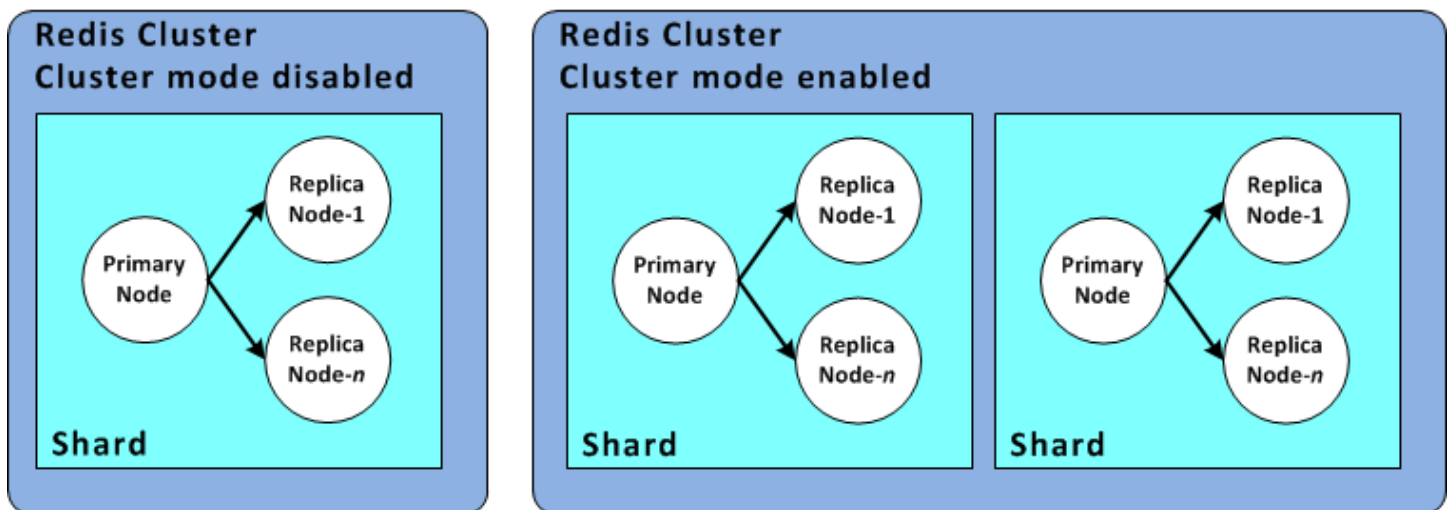 Redis Cluster
Cluster mode disabled
Replica
Node-1
Primary
Node
Replica
Node-n
Shard
Redis Cluster
Cluster mode enabled
Replica
Node-1
Primary
Node
Replica
Node-n
Shard
Replica
Node-1
Primary
Node
Replica
Node-n
Shard